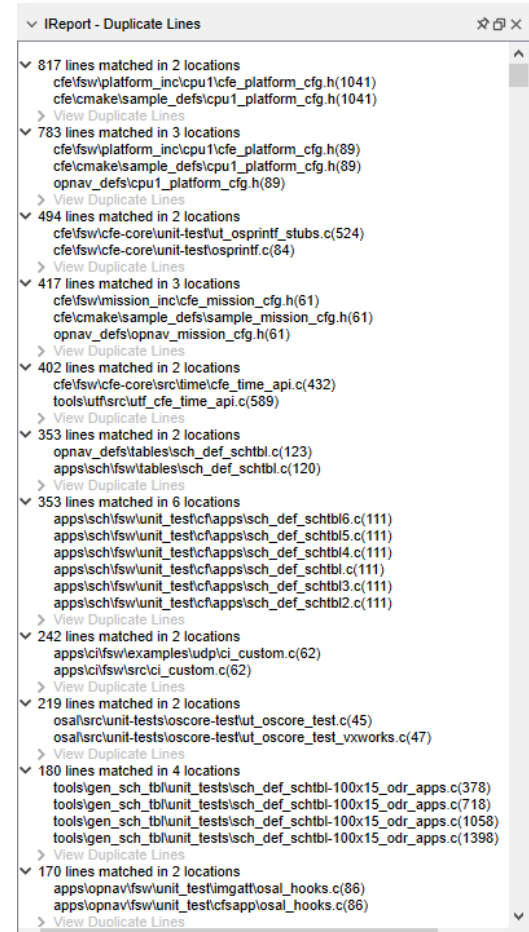 IReport - Duplicate Lines
817 lines matched in 2 locations
cfe\fsw\platform_inc\cpu1\cfe_platform_cfg.h(1041)
cfe\cmake\sample_defs\cpu1_platform_cfg.h(1041)
View Duplicate Lines
783 lines matched in 3 locations
cfe\fsw\platform_inc\cpu1\cfe_platform_cfg.h(89)
cfe\cmake\sample_defs\cpu1_platform_cfg.h(89)
opnav_defs\cpu1_platform_cfg.h(89)
View Duplicate Lines
494 lines matched in 2 locations
cfe\fsw\cfe-core\unit-test\ut_osprintf_stubs.c(524)
cfe\fsw\cfe-core\unit-test\osprintf.c(84)
View Duplicate Lines
417 lines matched in 3 locations
cfe\fsw\mission_inc\cfe_mission_cfg.h(61)
cfe\cmake\sample_defs\sample_mission_cfg.h(61)
opnav_defs\opnav_mission_cfg.h(61)
View Duplicate Lines
402 lines matched in 2 locations
cfe\fsw\cfe-core\src\time\cfe_time_api.c(432)
tools\utf\src\utf_cfe_time_api.c(589)
View Duplicate Lines
353 lines matched in 2 locations
opnav_defs\tables\sch_def_schtbl.c(123)
apps\sch\fsw\tables\sch_def_schtbl.c(120)
View Duplicate Lines
353 lines matched in 6 locations
apps\sch\fsw\unit_test\cf\apps\sch_def_schtbl6.c(111)
apps\sch\fsw\unit_test\cf\apps\sch_def_schtbl5.c(111)
apps\sch\fsw\unit_test\cf\apps\sch_def_schtbl4.c(111)
apps\sch\fsw\unit_test\cf\apps\sch_def_schtbl.c(111)
apps\sch\fsw\unit_test\cf\apps\sch_def_schtbl3.c(111)
apps\sch\fsw\unit_test\cf\apps\sch_def_schtbl2.c(111)
View Duplicate Lines
242 lines matched in 2 locations
apps\ci\fsw\examples\udp\ci_custom.c(62)
apps\ci\fsw\src\ci_custom.c(62)
View Duplicate Lines
219 lines matched in 2 locations
osal\src\unit-tests\oscore-test\ut_oscore_test.c(45)
osal\src\unit-tests\oscore-test\ut_oscore_test_vxworks.c(47)
View Duplicate Lines
180 lines matched in 4 locations
tools\gen_sch_tbl\unit_tests\sch_def_schtbl-100x15_odr_apps.c(378)
tools\gen_sch_tbl\unit_tests\sch_def_schtbl-100x15_odr_apps.c(718)
tools\gen_sch_tbl\unit_tests\sch_def_schtbl-100x15_odr_apps.c(1058)
tools\gen_sch_tbl\unit_tests\sch_def_schtbl-100x15_odr_apps.c(1398)
View Duplicate Lines
170 lines matched in 2 locations
apps\opnav\fsw\unit_test\imgatt\osal_hooks.c(86)
apps\opnav\fsw\unit_test\cfsapp\osal_hooks.c(86)
View Duplicate Lines